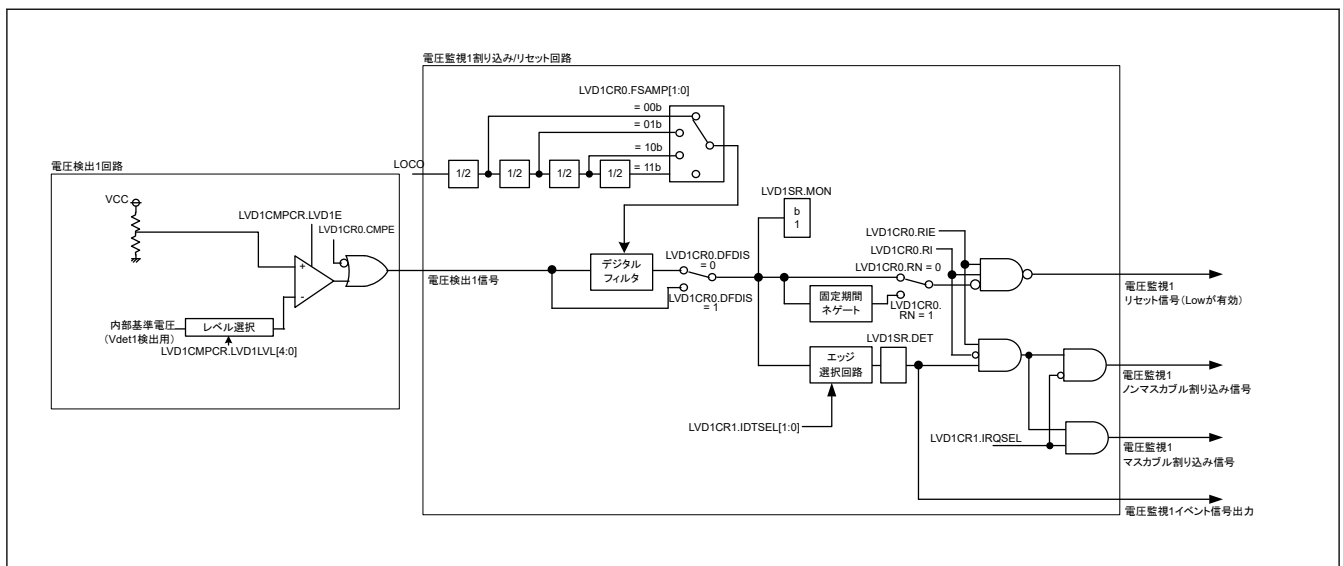 電圧監視1割り込み/リセット回路
LVD1CR0.FSAMP[1:0]
= 00b
= 01b
= 10b
= 11b
LOCO
1/2
1/2
1/2
1/2
電圧検出1回路
VCC
LVD1CMPCR.LVD1E
LVD1CR0.CMPE
+
-
内部基準電圧
(Vdet1検出用)
レベル選択
LVD1CMPCR.LVD1LVL[4:0]
電圧検出1信号
デジタル
フィルタ
LVD1CR0.DFDIS
= 0
LVD1CR0.DFDIS
= 1
LVD1SR.MON
b
1
LVD1CR0.RIE
LVD1CR0.RI
LVD1CR0.RN = 0
固定期間
ネゲート
LVD1CR0.
RN = 1
電圧監視1
リセット信号(Lowが有効)
エッジ
選択回路
LVD1SR.DET
LVD1CR1.IDTSEL[1:0]
電圧監視1
ノンマスカブル割り込み信号
LVD1CR1.IRQSEL
電圧監視1
マスカブル割り込み信号
電圧監視1イベント信号出力